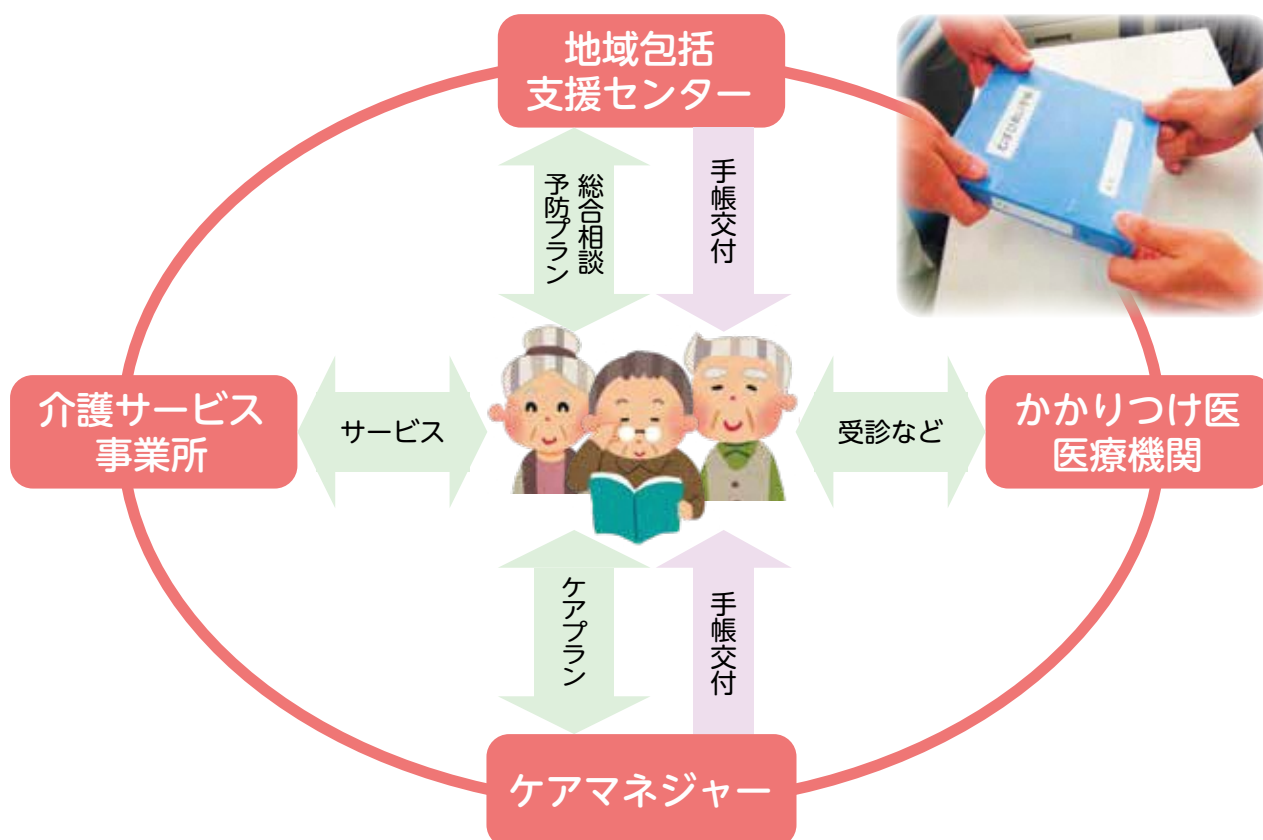 地域包括
支援センター
総合相談
予防プラン
手帳交付
介護サービス
事業所
サービス
受診など
かかりつけ医
医療機関
ケアプラン
手帳交付
ケアマネジャー